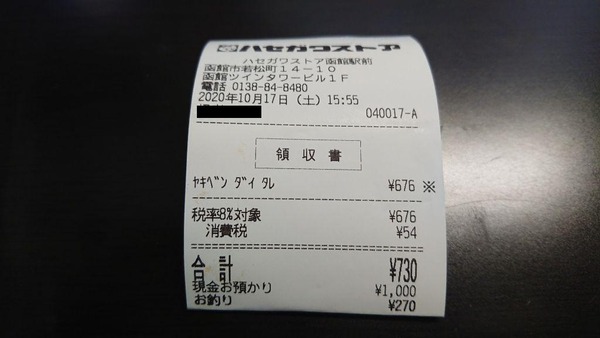 ハセガワストア
ハセガワストア函館駅前
函館市若松町14-10
函館ツインタワービル1F
電話 0138-84-8480
2020年10月17日(土) 15:55
040017-A
領収書
ﾔｷﾍﾞﾝ ﾀﾞｲ ﾀﾚ ¥676 ※
税率8%対象 ¥676
消費税 ¥54
合計 ¥730
現金お預かり ¥1,000
お釣り ¥270